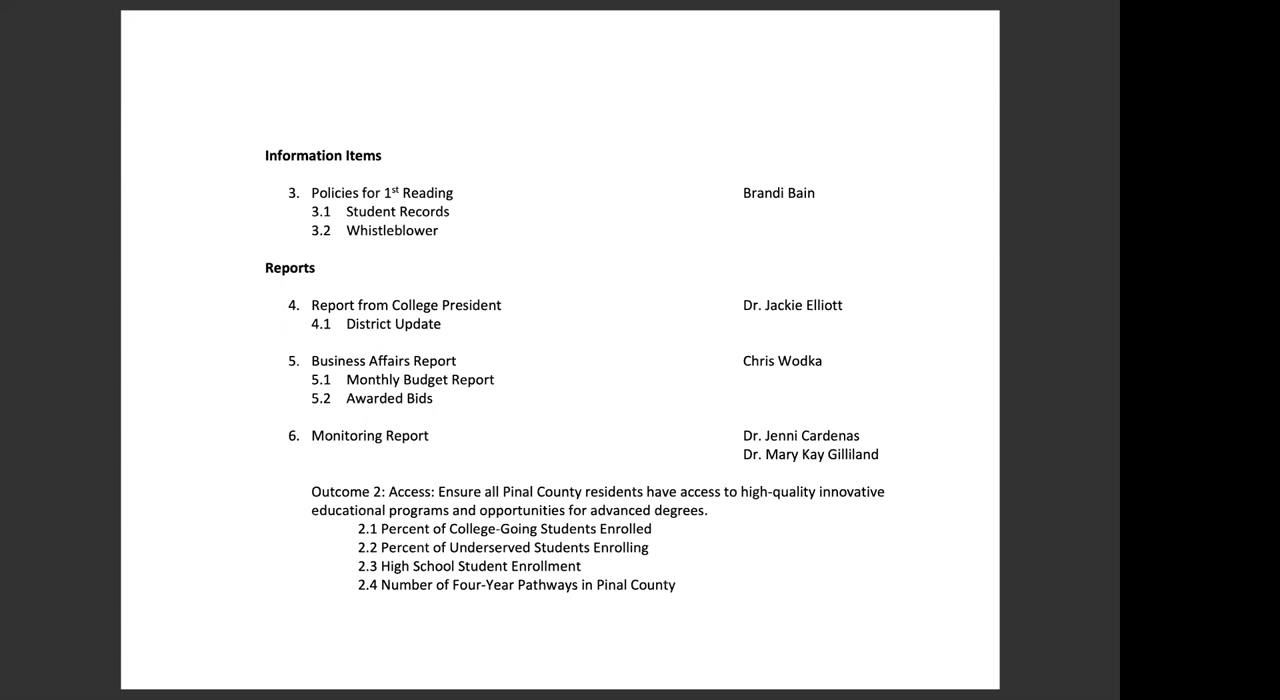 Information Items
3. Policies for 1st Reading Brandi Bain
3.1 Student Records
3.2 Whistleblower
Reports
4. Report from College President Dr. Jackie Elliott
4.1 District Update
5. Business Affairs Report Chris Wodka
5.1 Monthly Budget Report
5.2 Awarded Bids
6. Monitoring Report Dr. Jenni Cardenas
Dr. Mary Kay Gilliland
Outcome 2: Access: Ensure all Pinal County residents have access to high-quality innovative
educational programs and opportunities for advanced degrees.
2.1 Percent of College-Going Students Enrolled
2.2 Percent of Underserved Students Enrolling
2.3 High School Student Enrollment
2.4 Number of Four-Year Pathways in Pinal County